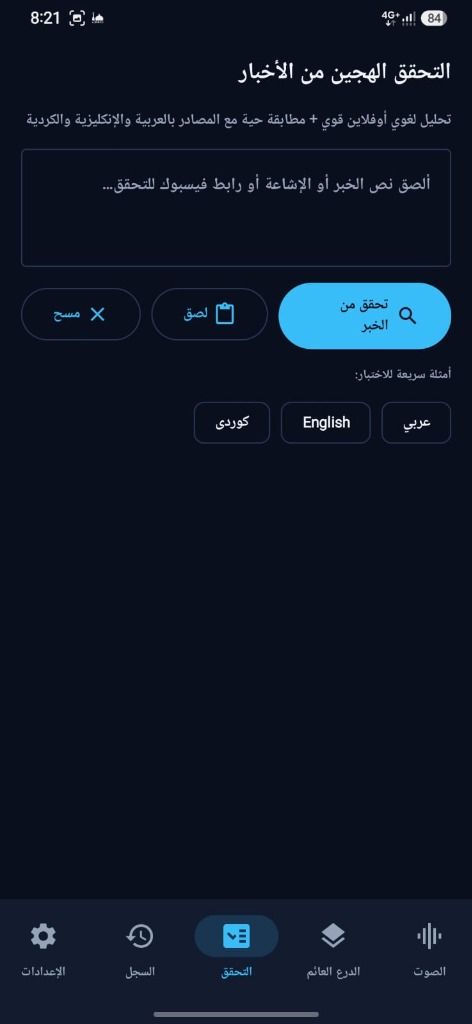 8:21
4G+
84
التحقق الهجين من الأخبار
تحليل لغوي أوفلاين قوي + مطابقة حية مع المصادر بالعربية والإنكليزية والكردية
ألصق نص الخبر أو الإشاعة أو رابط فيسبوك للتحقق...
تحقق من
الخبر
لصق
مسح
أمثلة سريعة للاختبار:
عربي
English
کوردی
الصوت
الدرع العائم
التحقق
السجل
الإعدادات